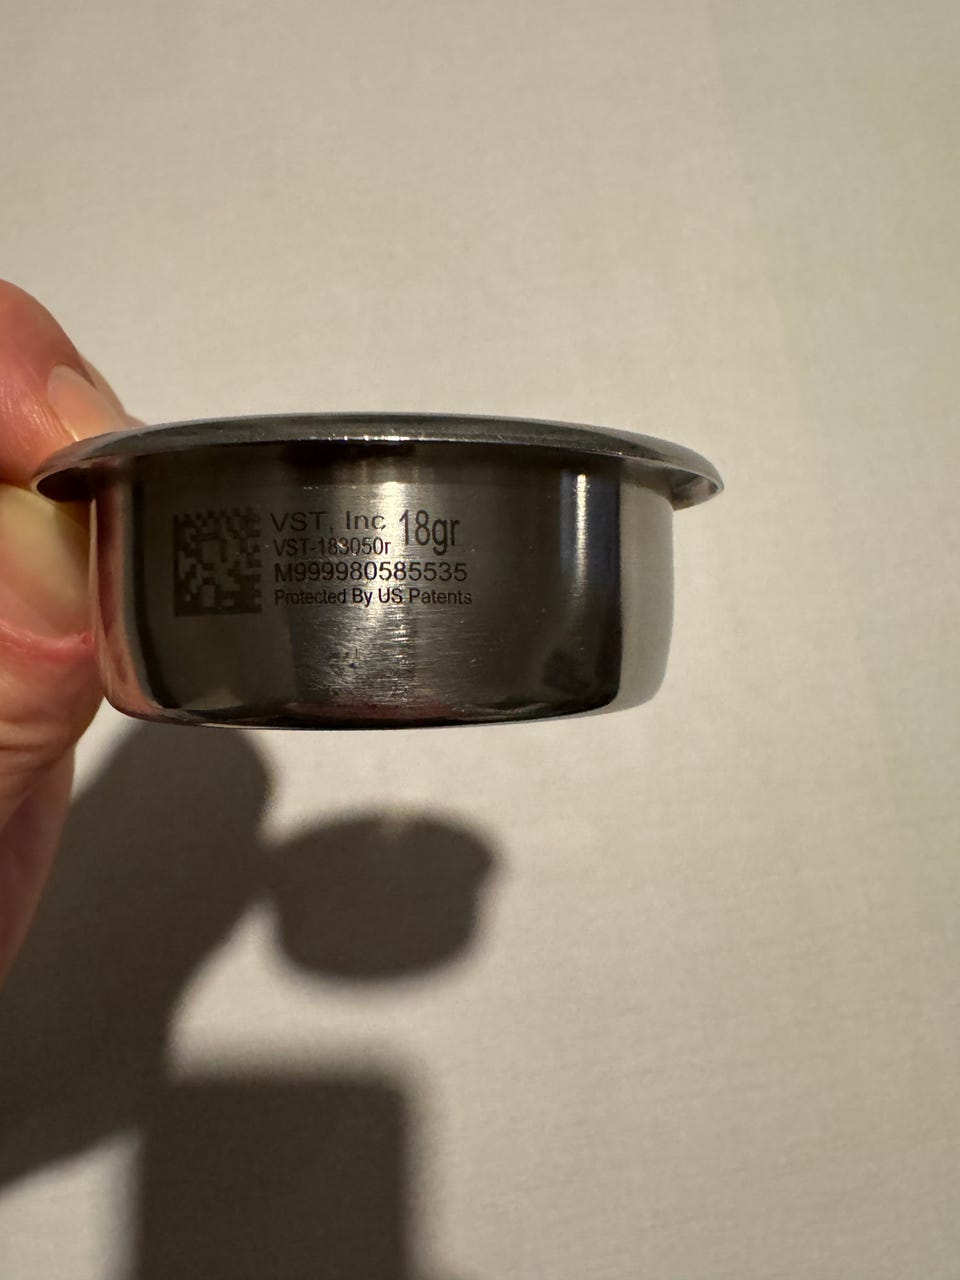 VST, Inc 18gr
VST-183050r
M999980585535
Protected By US Patents